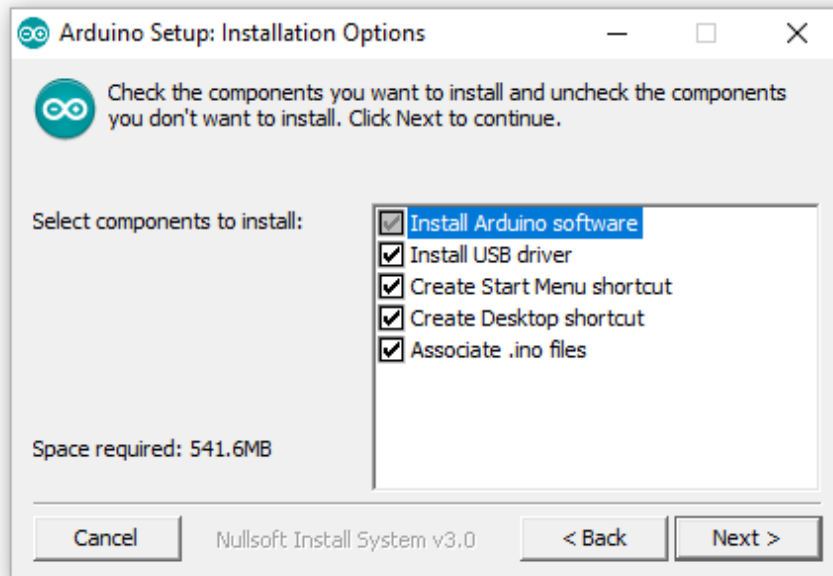 Arduino Setup: Installation Options
Check the components you want to install and uncheck the components
you don't want to install. Click Next to continue.
Select components to install:
Install Arduino software
Install USB driver
Create Start Menu shortcut
Create Desktop shortcut
Associate .ino files
Space required: 541.6MB
Cancel
Nullsoft Install System v3.0
< Back
Next >